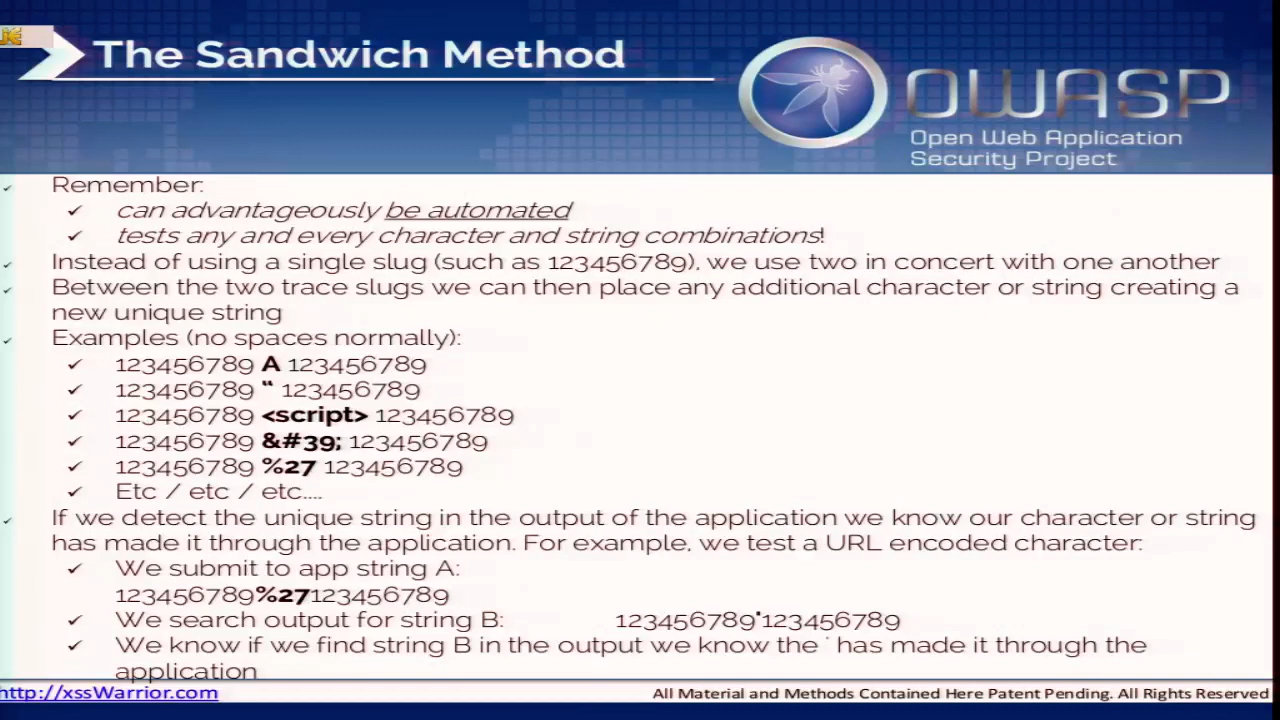 The Sandwich Method
OWASP
Open Web Application
Security Project
Remember:
can advantageously be automated
tests any and every character and string combinations!
Instead of using a single slug (such as 123456789), we use two in concert with one another
Between the two trace slugs we can then place any additional character or string creating a
new unique string
Examples (no spaces normally):
123456789 A 123456789
123456789 “ 123456789
123456789 <script> 123456789
123456789 &#39; 123456789
123456789 %27 123456789
Etc / etc / etc....
If we detect the unique string in the output of the application we know our character or string
has made it through the application. For example, we test a URL encoded character:
We submit to app string A:
123456789%27123456789
We search output for string B: 123456789'123456789
We know if we find string B in the output we know the ' has made it through the
application
http://xssWarrior.com
All Material and Methods Contained Here Patent Pending. All Rights Reserved